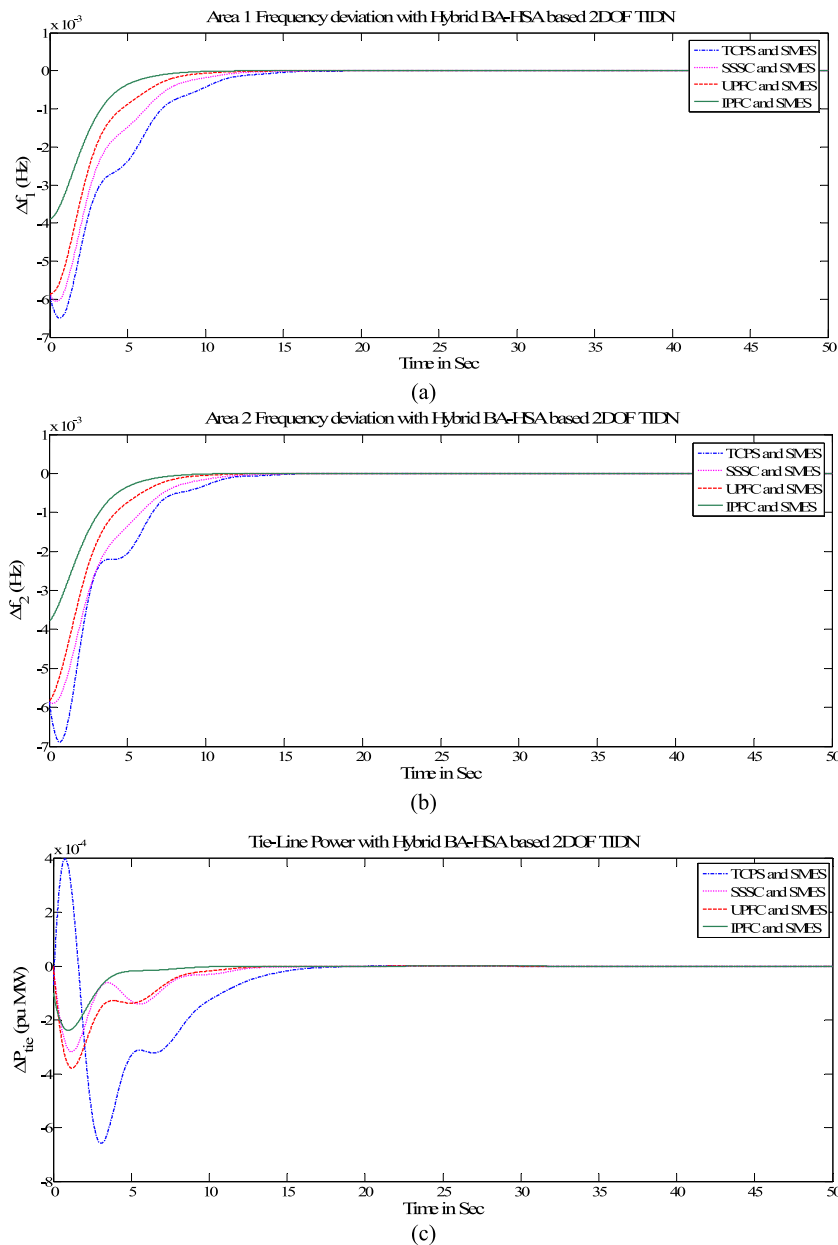 Area 1 Frequency deviation with Hybrid BA-HSA based 2DOF TIDN
x 10⁻³
1
0
-1
-2
-3
-4
-5
-6
-7
Δf₁ (Hz)
TCPS and SMES
SSSC and SMES
UPFC and SMES
IPFC and SMES
0 5 10 15 20 25 30 35 40 45 50
Time in Sec
(a)
Area 2 Frequency deviation with Hybrid BA-HSA based 2DOF TIDN
x 10⁻³
1
0
-1
-2
-3
-4
-5
-6
-7
Δf₂ (Hz)
TCPS and SMES
SSSC and SMES
UPFC and SMES
IPFC and SMES
0 5 10 15 20 25 30 35 40 45 50
Time in Sec
(b)
Tie-Line Power with Hybrid BA-HSA based 2DOF TIDN
x 10⁻⁴
4
2
0
-2
-4
-6
-8
ΔP_tie (pu MW)
TCPS and SMES
SSSC and SMES
UPFC and SMES
IPFC and SMES
0 5 10 15 20 25 30 35 40 45 50
Time in Sec
(c)